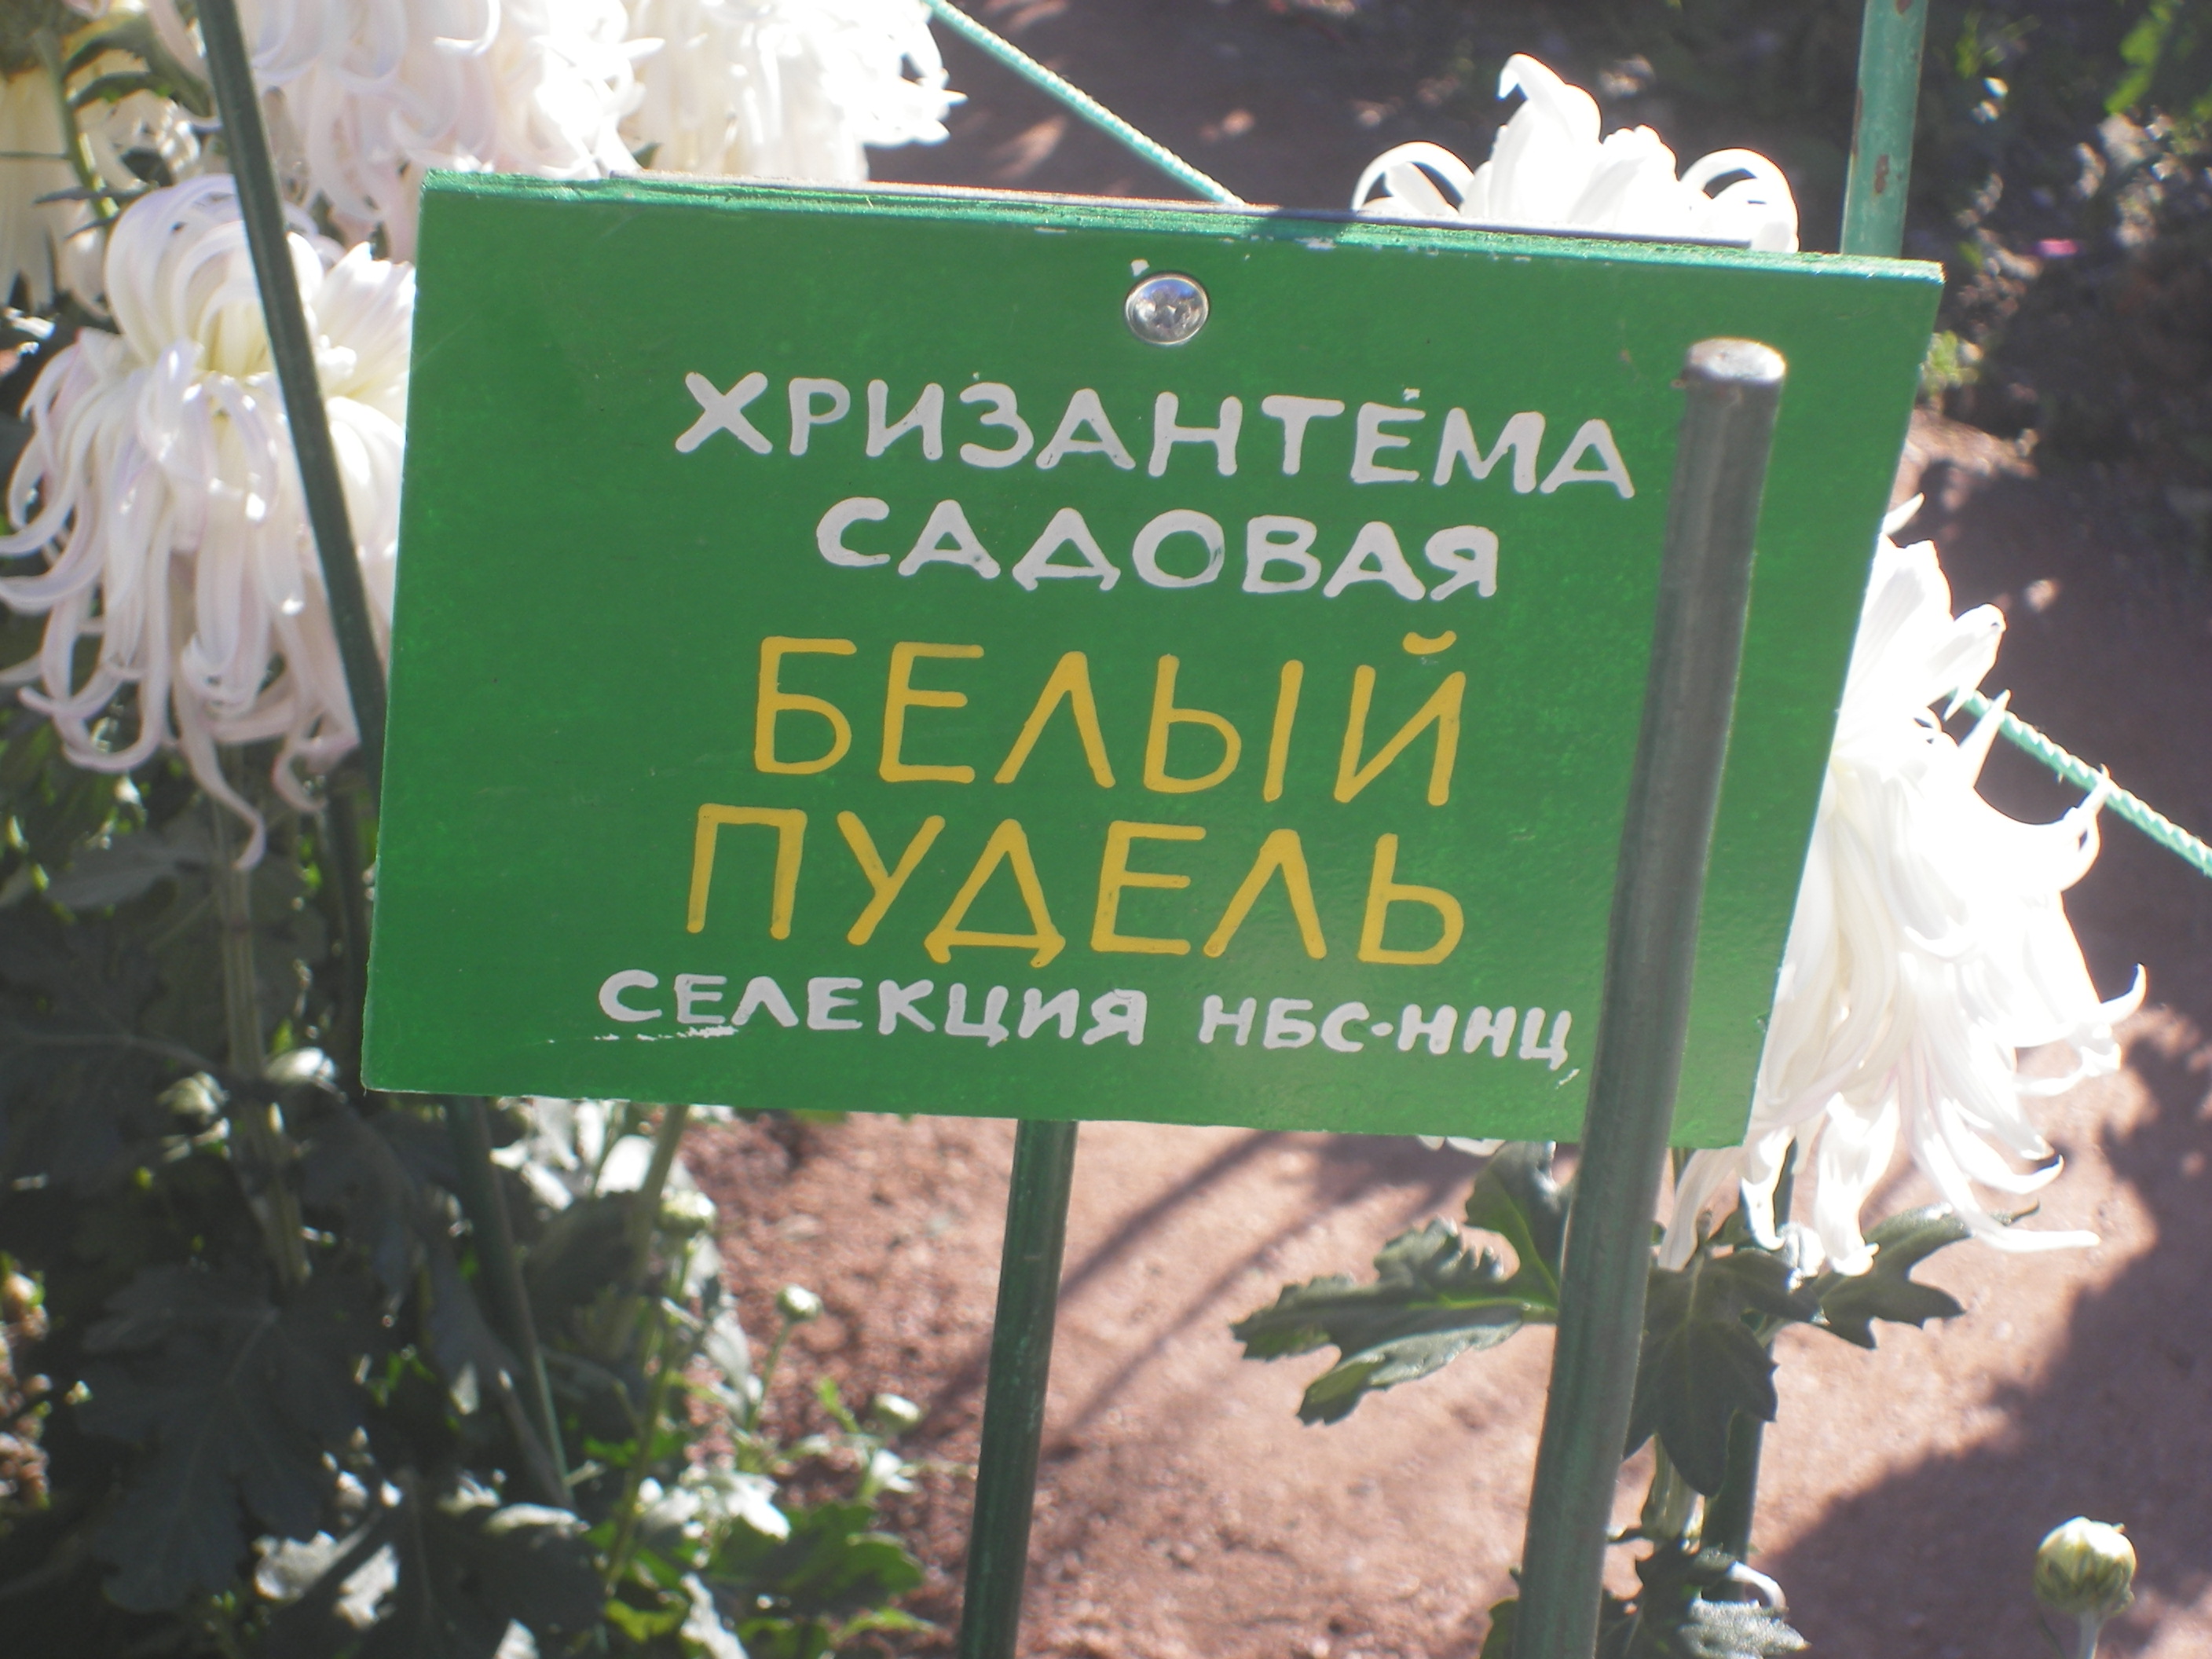 ХРИЗАНТЕМА
САДОВАЯ
БЕЛЫЙ
ПУДЕЛЬ
СЕЛЕКЦИЯ НБС-ННЦ